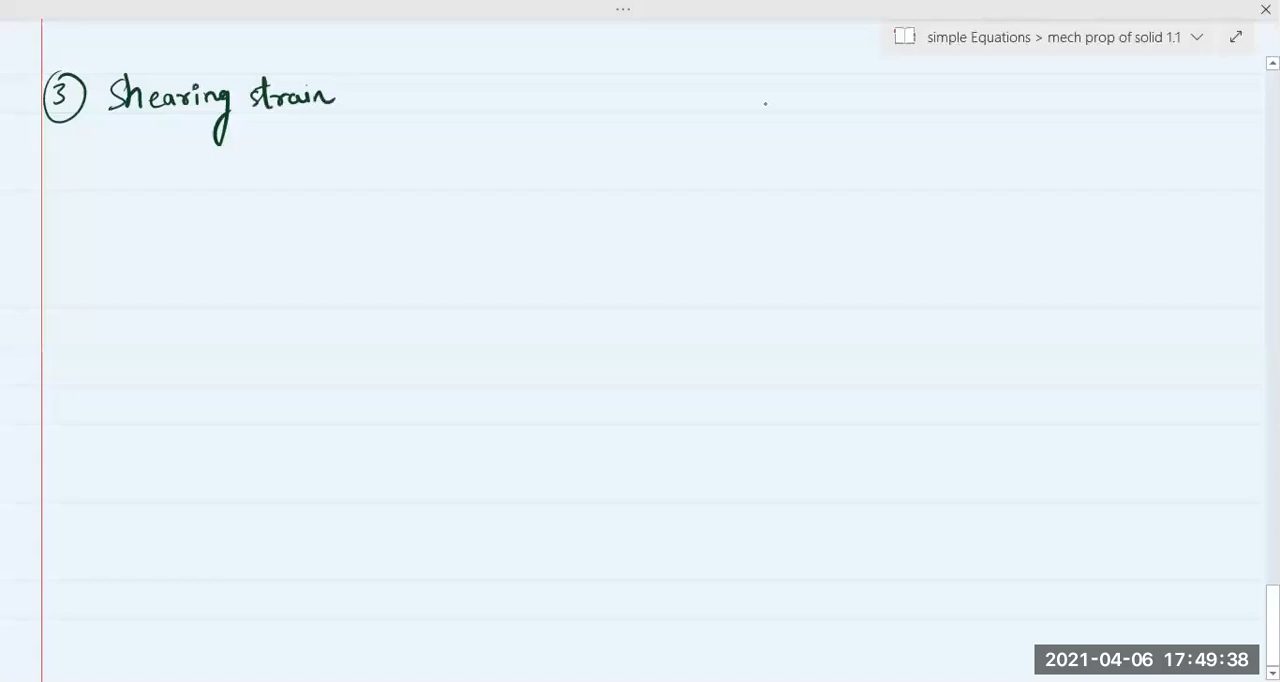 simple Equations > mech prop of solid 1.1
③ Shearing strain
2021-04-06 17:49:38